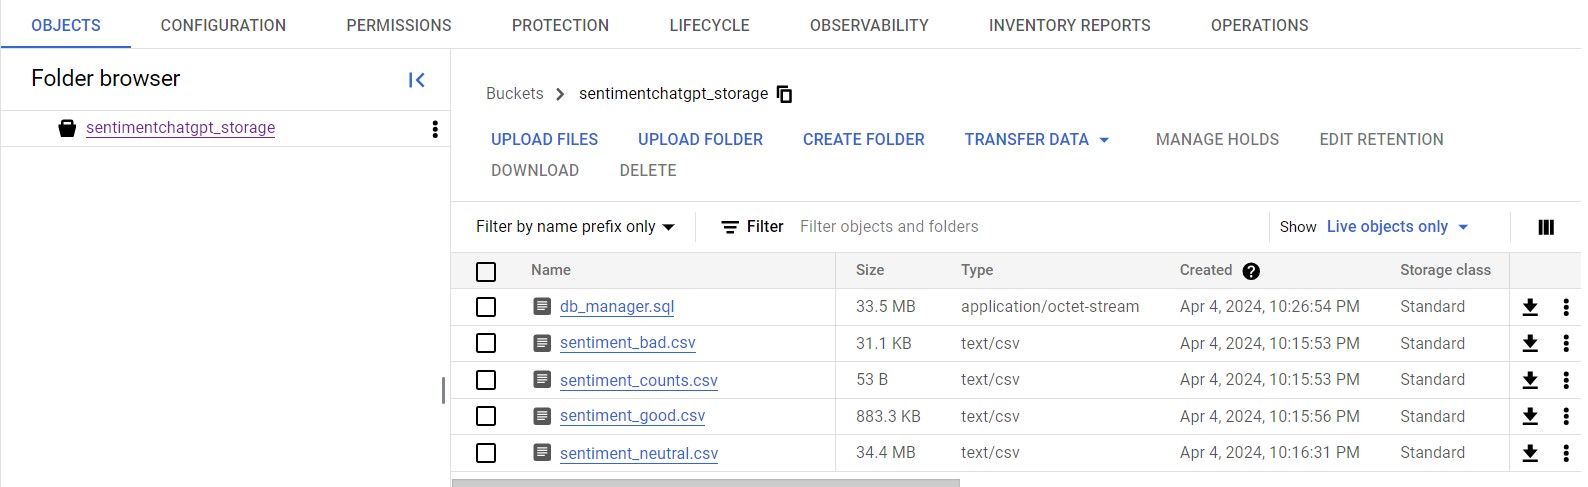 OBJECTS CONFIGURATION PERMISSIONS PROTECTION LIFECYCLE OBSERVABILITY INVENTORY REPORTS OPERATIONS
Folder browser
sentimentchatgpt_storage
Buckets sentimentchatgpt_storage
UPLOAD FILES UPLOAD FOLDER CREATE FOLDER TRANSFER DATA MANAGE HOLDS EDIT RETENTION
DOWNLOAD DELETE
Filter by name prefix only Filter Filter objects and folders Show Live objects only
Name Size Type Created Storage class
db_manager.sql 33.5 MB application/octet-stream Apr 4, 2024, 10:26:54 PM Standard
sentiment_bad.csv 31.1 KB text/csv Apr 4, 2024, 10:15:53 PM Standard
sentiment_counts.csv 53 B text/csv Apr 4, 2024, 10:15:53 PM Standard
sentiment_good.csv 883.3 KB text/csv Apr 4, 2024, 10:15:56 PM Standard
sentiment_neutral.csv 34.4 MB text/csv Apr 4, 2024, 10:16:31 PM Standard